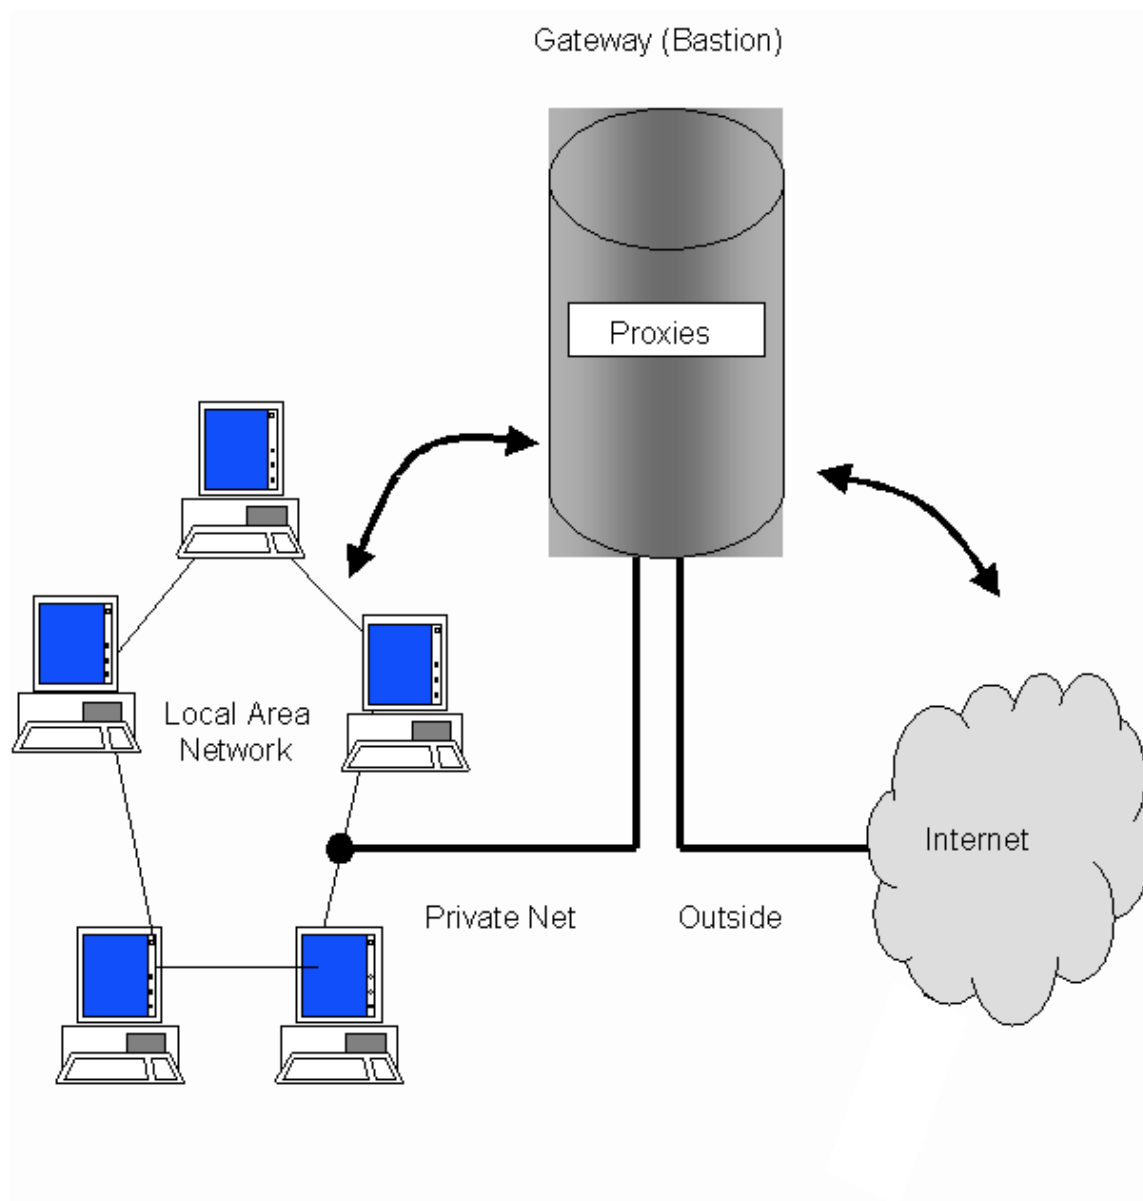 Gateway (Bastion)
Proxies
Local Area
Network
Internet
Private Net
Outside